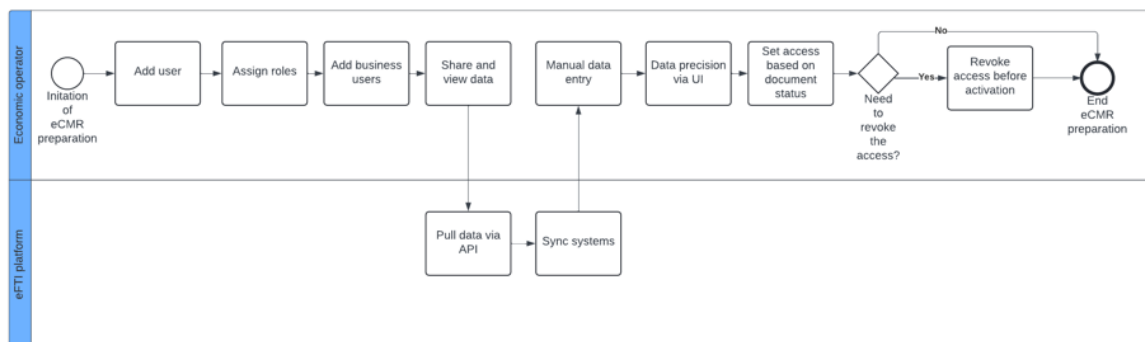 Economic operator
Initation
of
eCMR
preparation
Add user
Assign roles
Add business
users
Share and
view data
Manual data
entry
Data precision
via UI
Set access
based on
document
status
Need
to
revoke
the
access?
No
Yes
Revoke
access before
activation
End
eCMR
preparation
eFTI platform
Pull data via
API
Sync systems